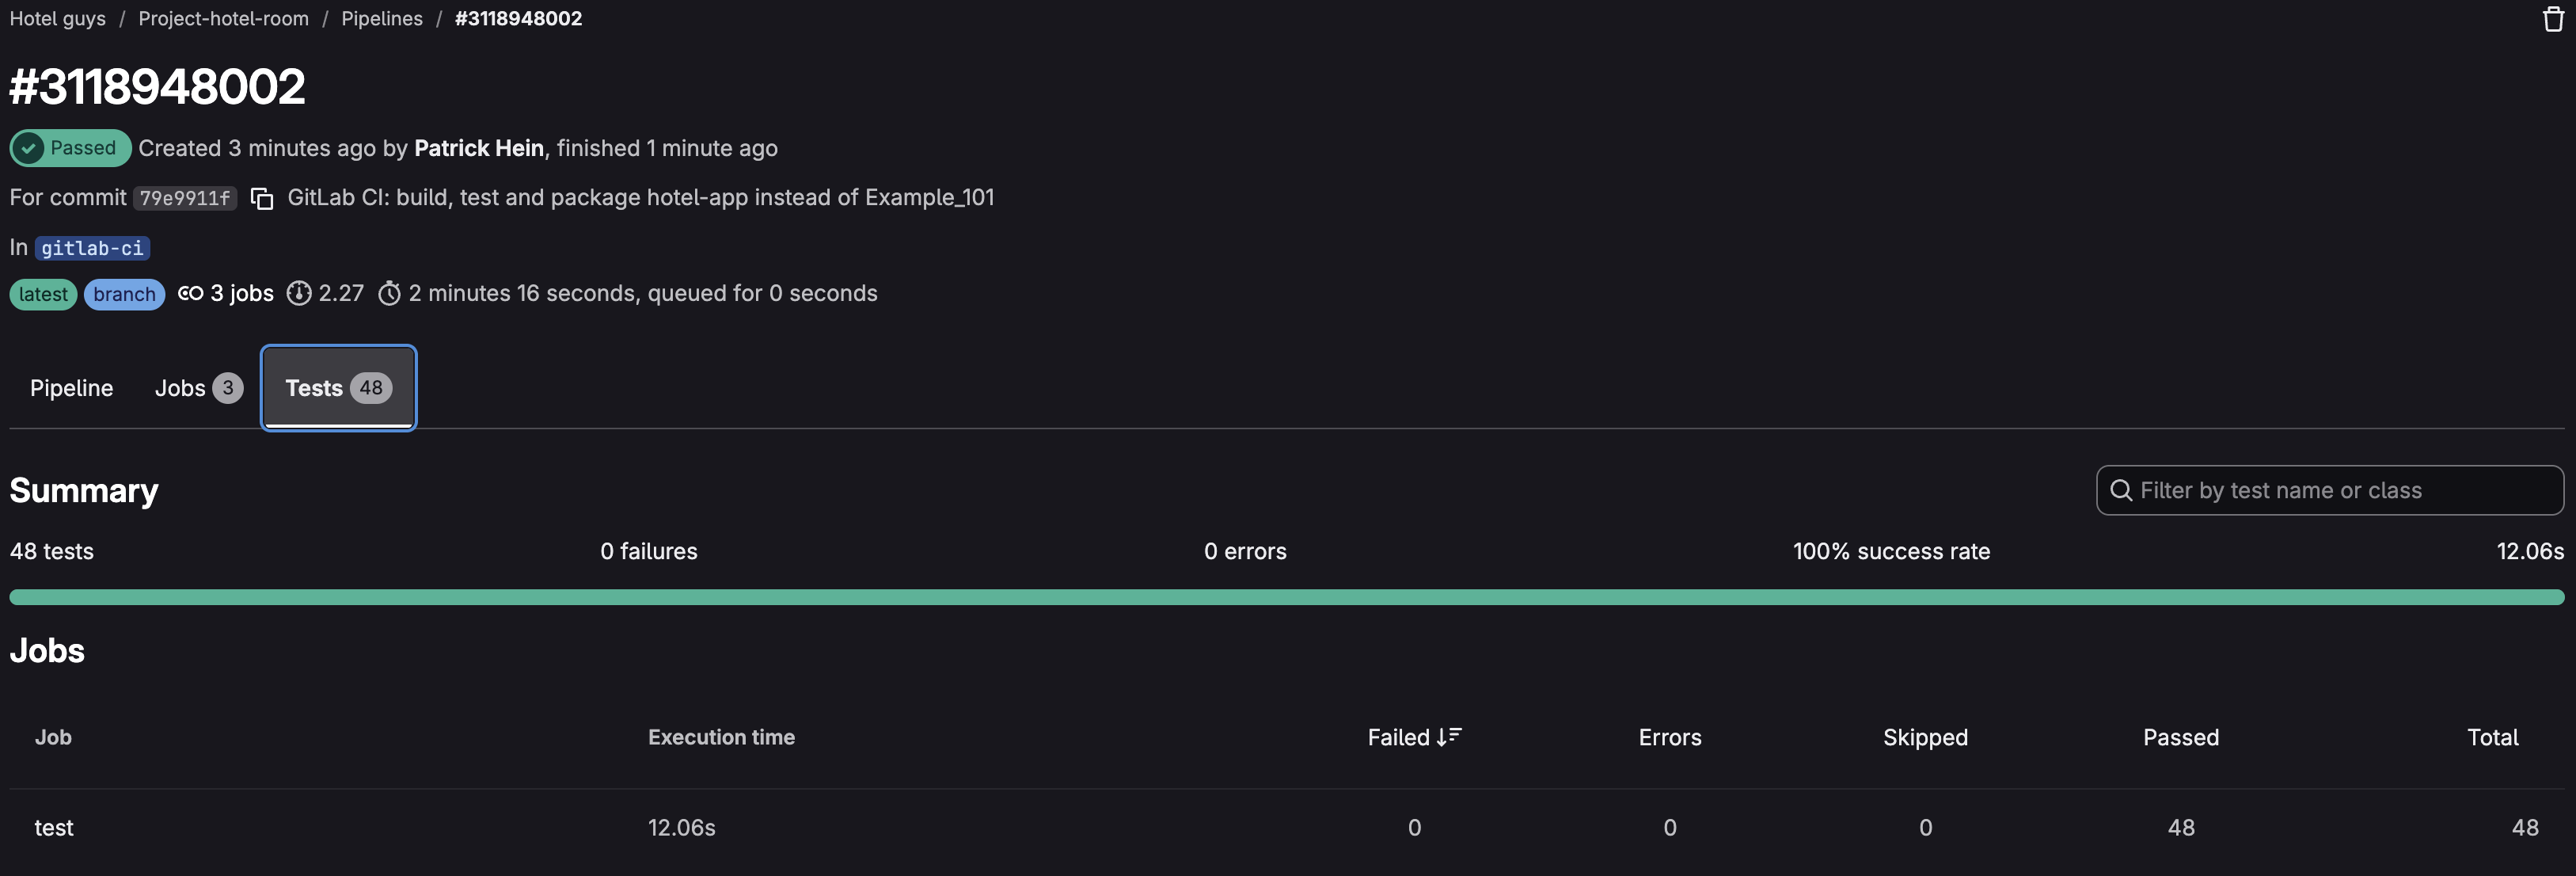 Hotel guys / Project-hotel-room / Pipelines / #3118948002
#3118948002
Passed Created 3 minutes ago by Patrick Hein, finished 1 minute ago
For commit 79e9911f GitLab CI: build, test and package hotel-app instead of Example_101
In gitlab-ci
latest branch 3 jobs 2.27 2 minutes 16 seconds, queued for 0 seconds
Pipeline Jobs 3 Tests 48
Summary Filter by test name or class
48 tests 0 failures 0 errors 100% success rate 12.06s
Jobs
Job Execution time Failed Errors Skipped Passed Total
test 12.06s 0 0 0 48 48